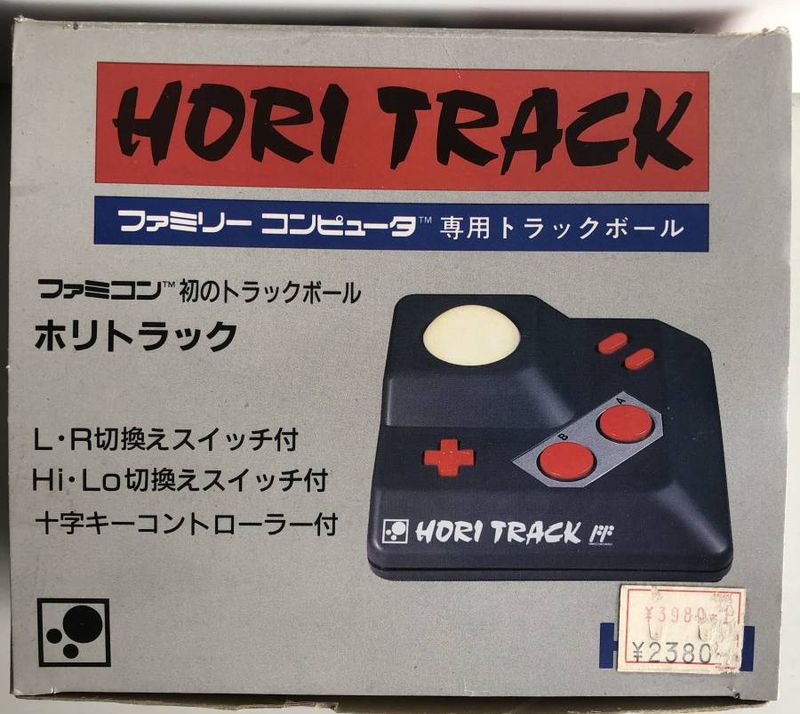 HORI TRACK
ファミリー コンピュータ™ 専用トラックボール
ファミコン™初のトラックボール
ホリトラック
L・R切換えスイッチ付
Hi・Lo切換えスイッチ付
十字キーコントローラー付
A
B
HORI TRACK FF
¥3980
¥2380